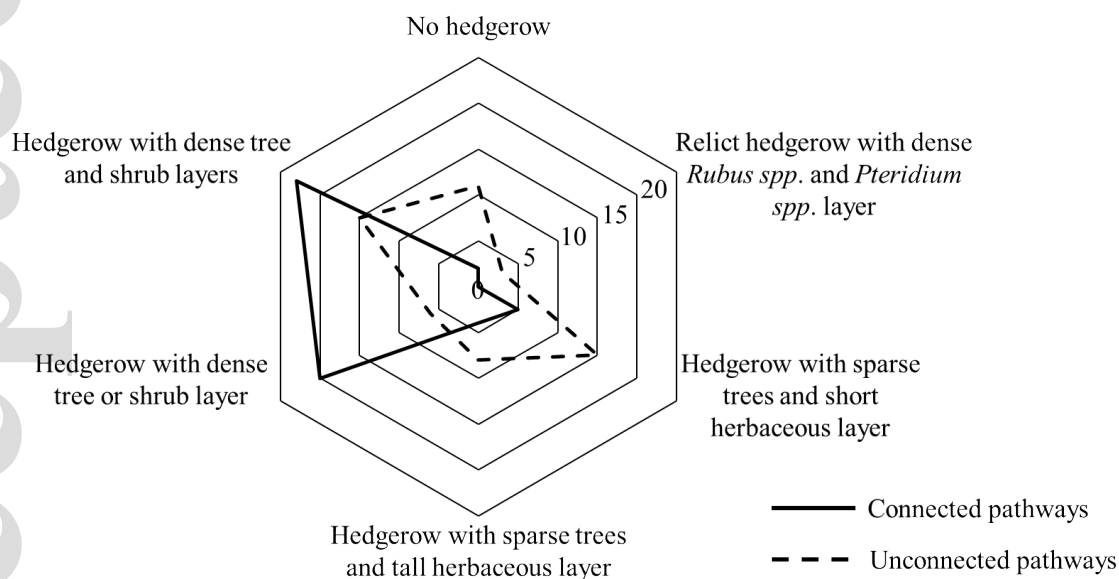 No hedgerow
Hedgerow with dense tree
and shrub layers
Relict hedgerow with dense
Rubus spp. and Pteridium
spp. layer
20
15
10
5
0
Hedgerow with dense
tree or shrub layer
Hedgerow with sparse
trees and short
herbaceous layer
Hedgerow with sparse trees
and tall herbaceous layer
Connected pathways
Unconnected pathways